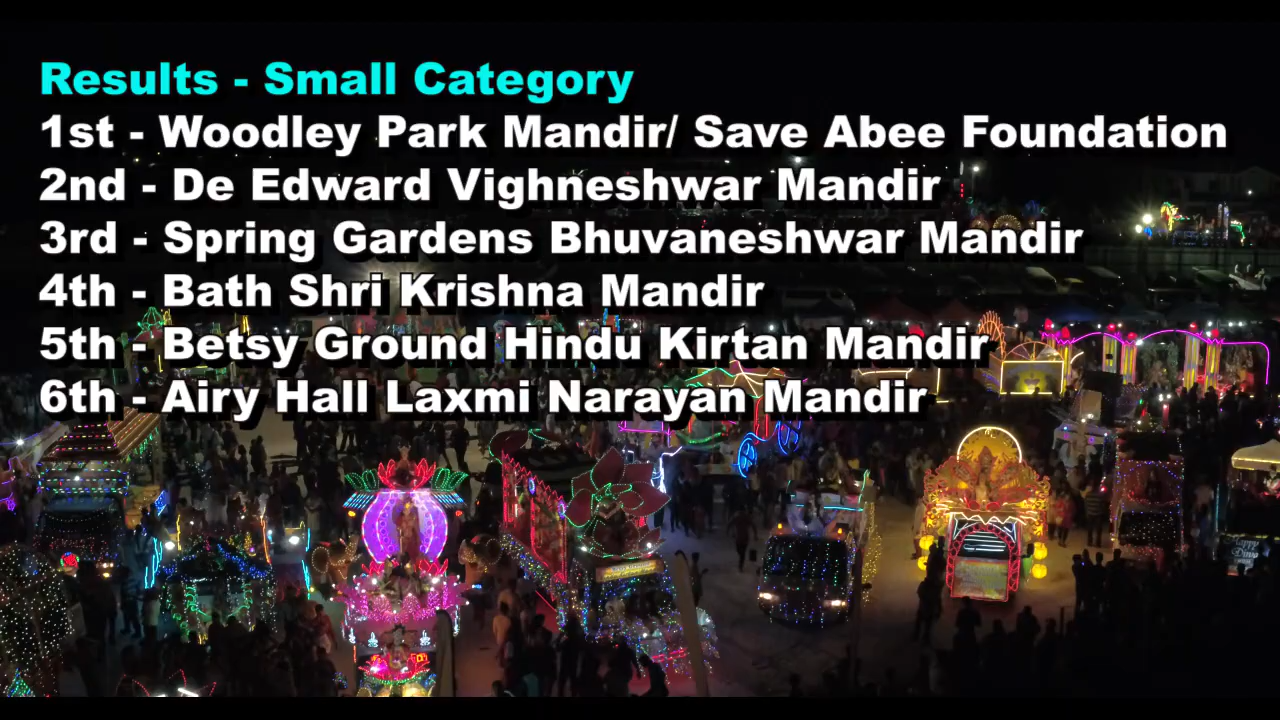 Results - Small Category
1st - Woodley Park Mandir/ Save Abee Foundation
2nd - De Edward Vighneshwar Mandir
3rd - Spring Gardens Bhuvaneshwar Mandir
4th - Bath Shri Krishna Mandir
5th - Betsy Ground Hindu Kirtan Mandir
6th - Airy Hall Laxmi Narayan Mandir